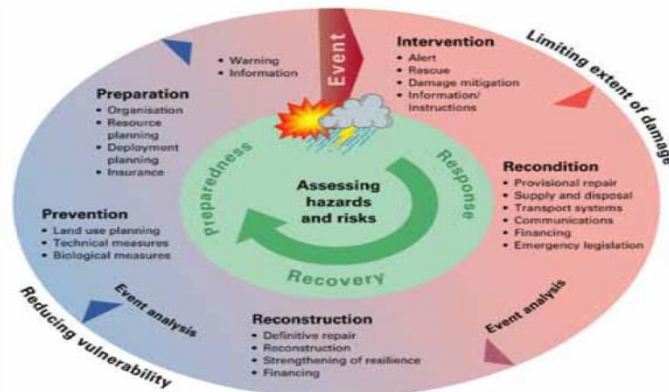 Event
• Warning
• Information
Intervention
• Alert
• Rescue
• Damage mitigation
• Information/
Instructions
Limiting extent of damage
Recondition
• Provisional repair
• Supply and disposal
• Transport systems
• Communications
• Financing
• Emergency legislation
Event analysis
Reconstruction
• Definitive repair
• Reconstruction
• Strengthening of resilience
• Financing
Event analysis
Reducing vulnerability
Prevention
• Land use planning
• Technical measures
• Biological measures
Preparation
• Organisation
• Resource
planning
• Deployment
planning
• Insurance
Preparedness
Response
Recovery
Assessing
hazards
and risks